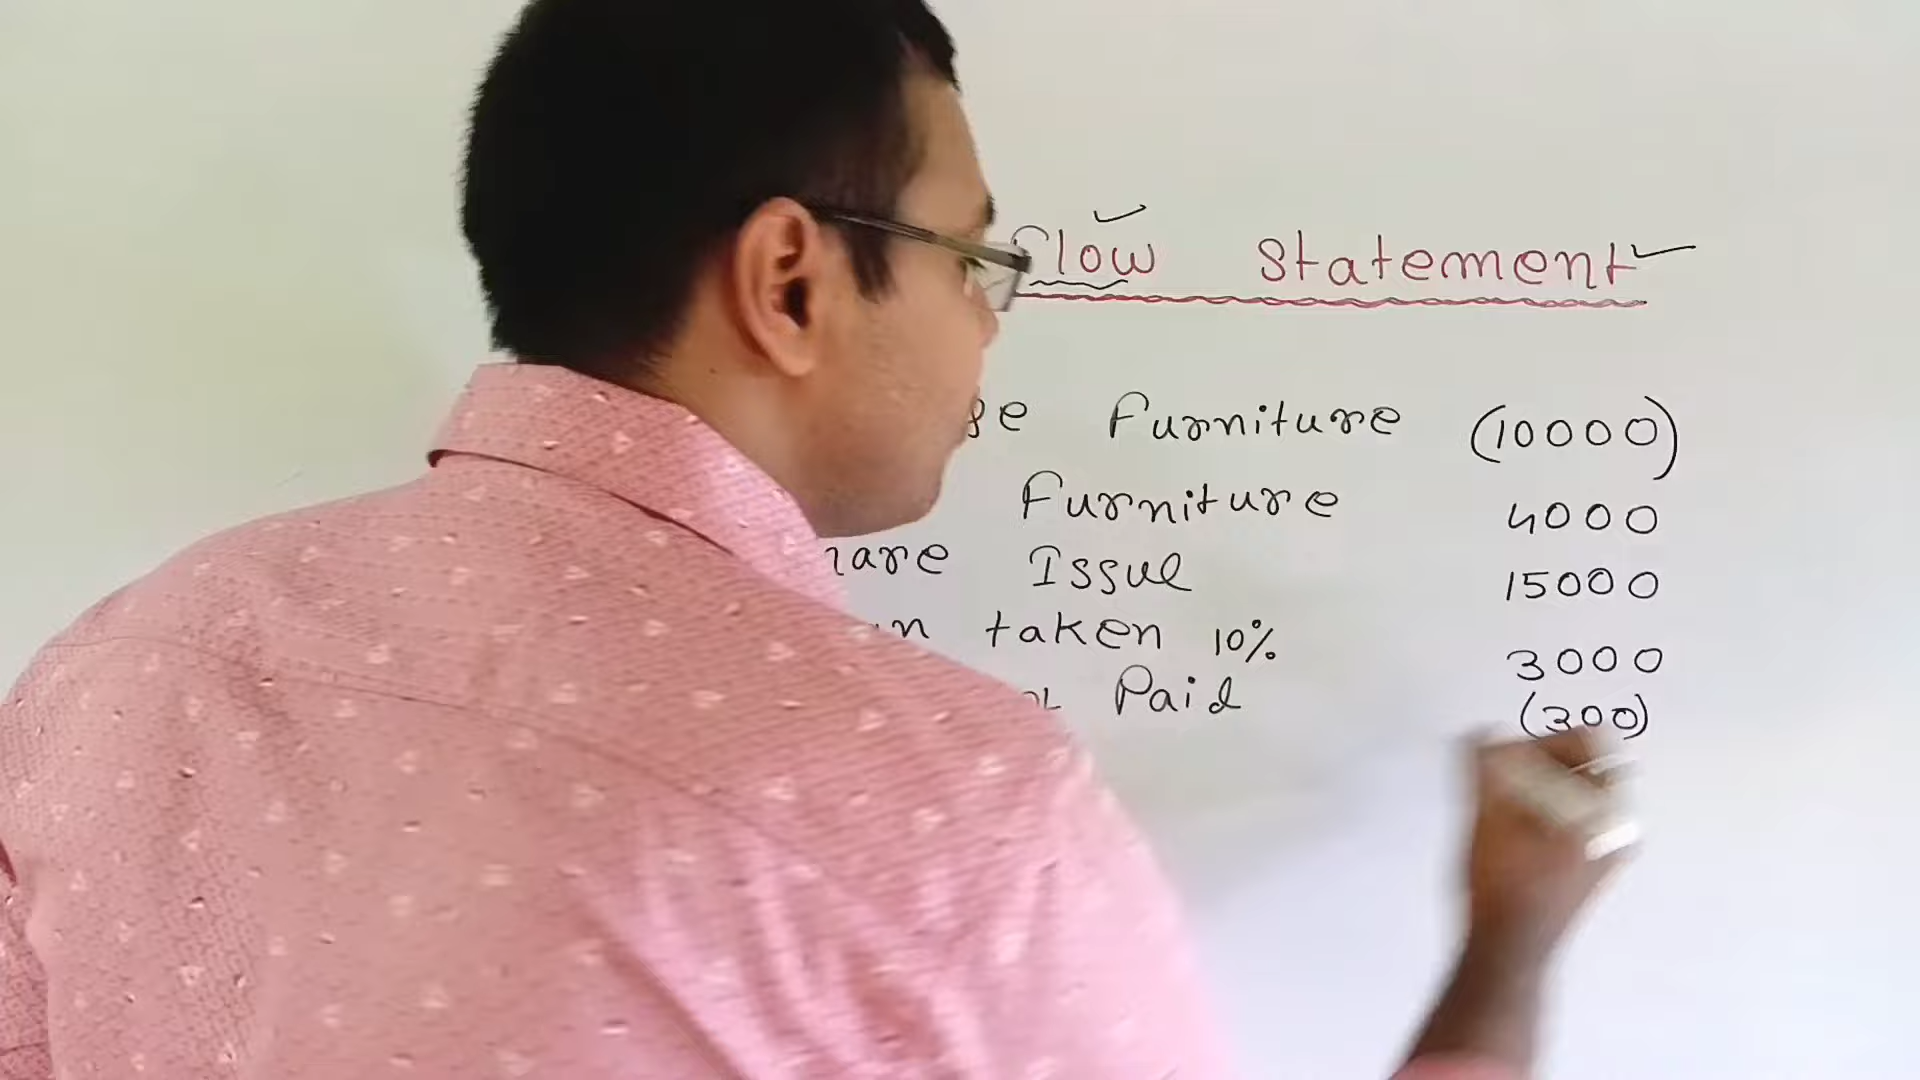 Flow Statement
Furniture (10000)
Furniture 4000
Issue 15000
taken 10% 3000
Paid (300)